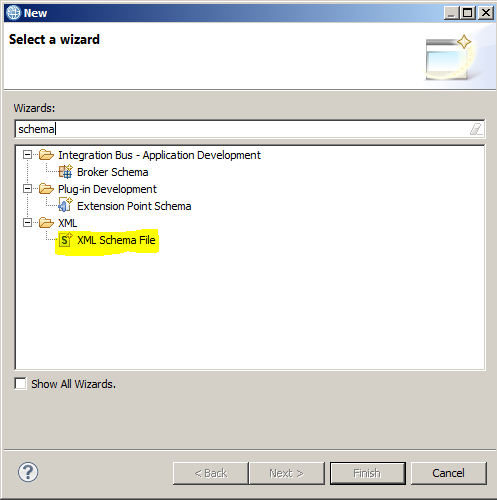 New
Select a wizard
Wizards:
schema
Integration Bus - Application Development
Broker Schema
Plug-in Development
Extension Point Schema
XML
S XML Schema File
Show All Wizards.
? < Back Next > Finish Cancel